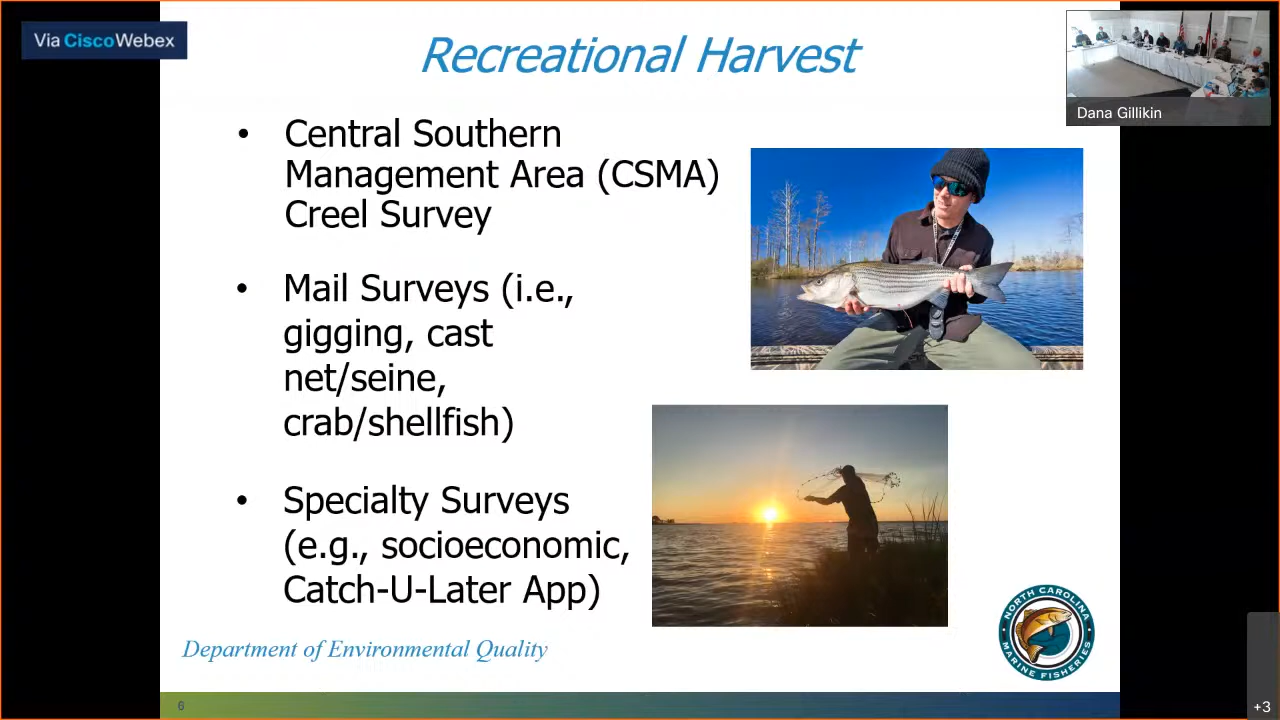 Via CiscoWebex
Recreational Harvest
Dana Gillikin
• Central Southern
Management Area (CSMA)
Creel Survey
• Mail Surveys (i.e.,
gigging, cast
net/seine,
crab/shellfish)
• Specialty Surveys
(e.g., socioeconomic,
Catch-U-Later App)
NORTH CAROLINA
MARINE FISHERIES
Department of Environmental Quality
6
+3